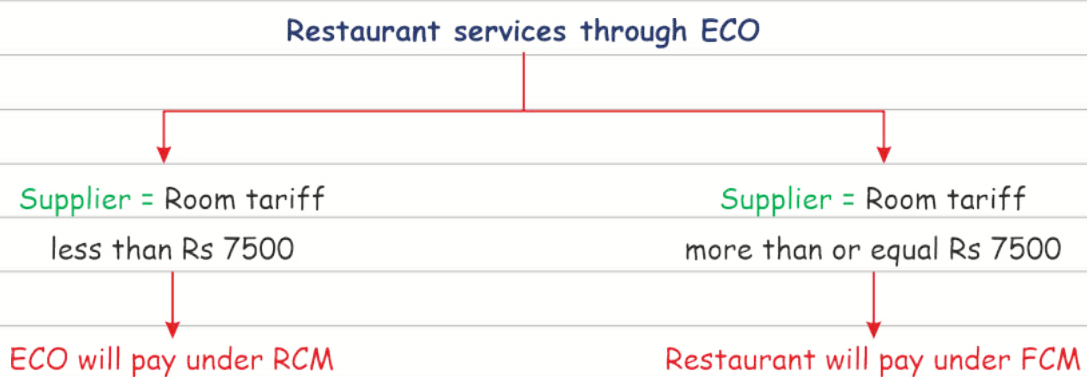 Restaurant services through ECO
Supplier = Room tariff
less than Rs 7500
ECO will pay under RCM
Supplier = Room tariff
more than or equal Rs 7500
Restaurant will pay under FCM